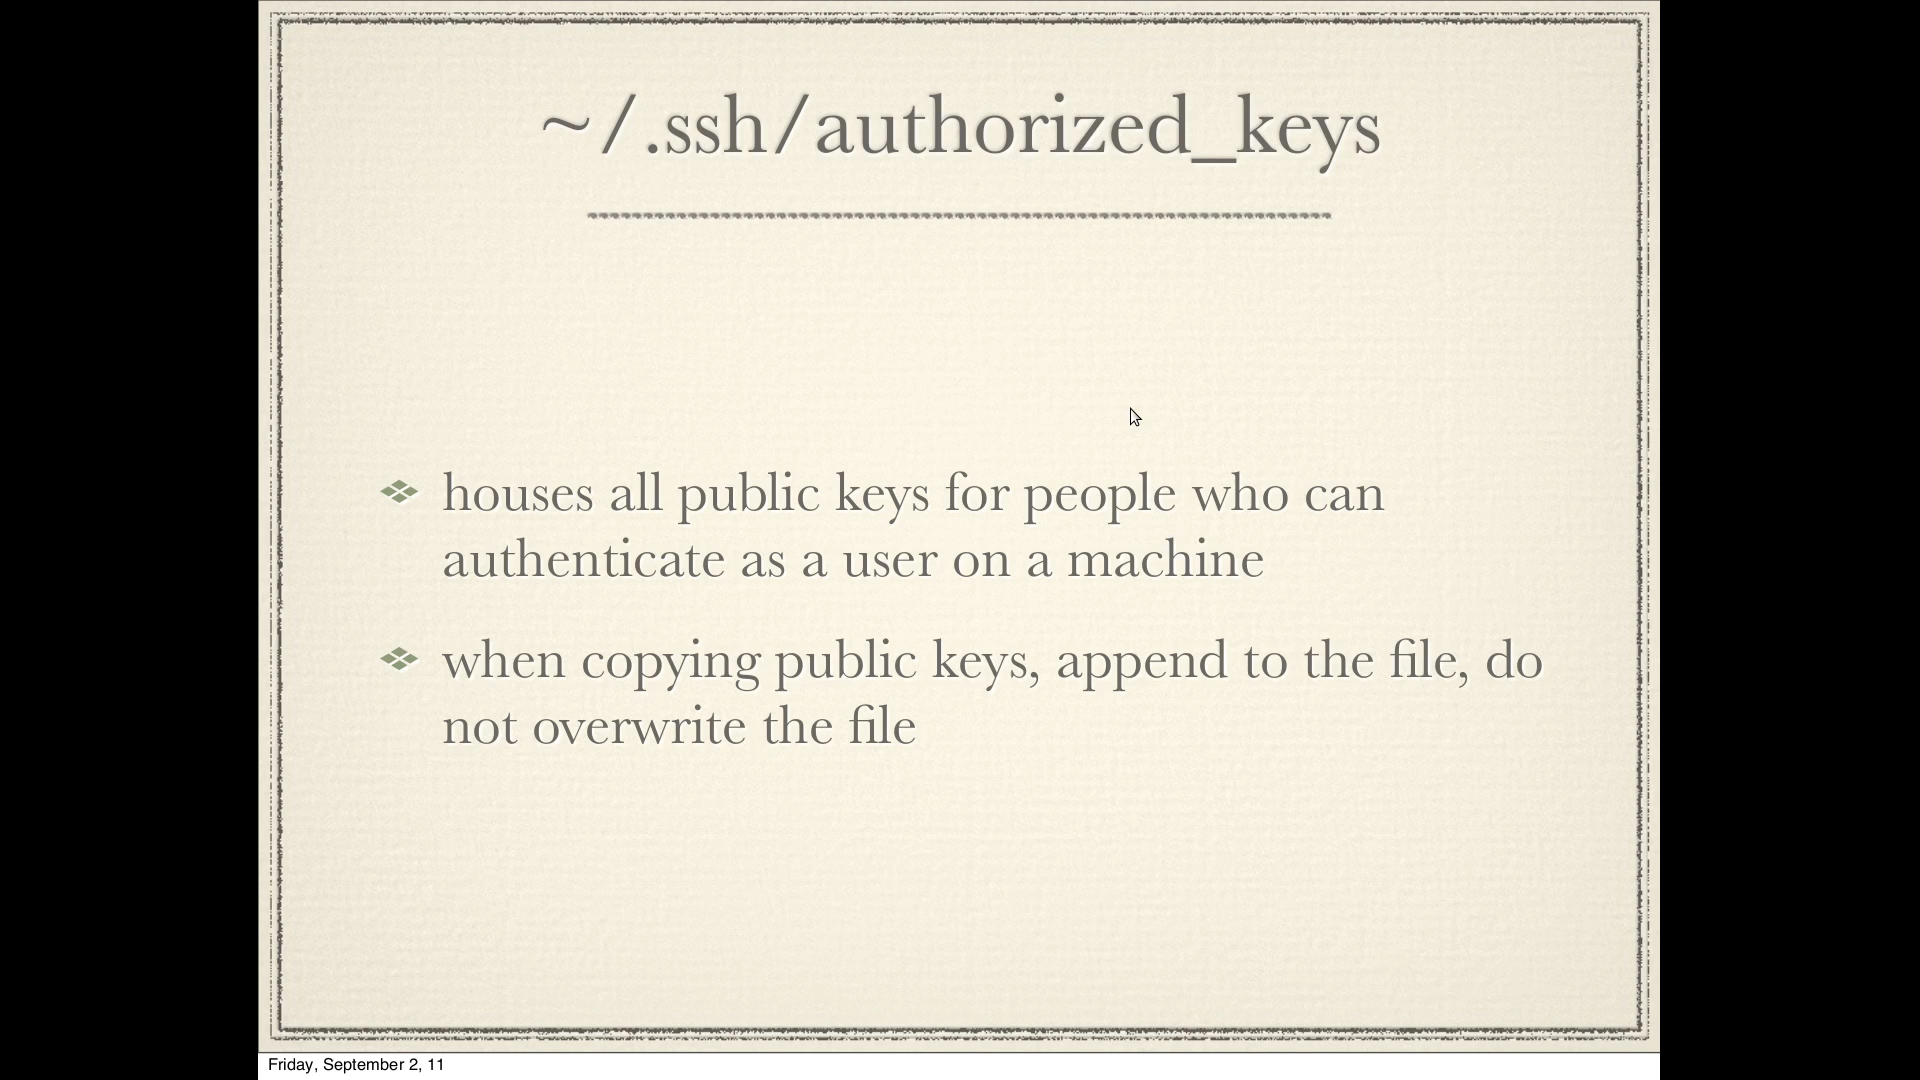 ~/.ssh/authorized_keys
houses all public keys for people who can
authenticate as a user on a machine
when copying public keys, append to the file, do
not overwrite the file
Friday, September 2, 11